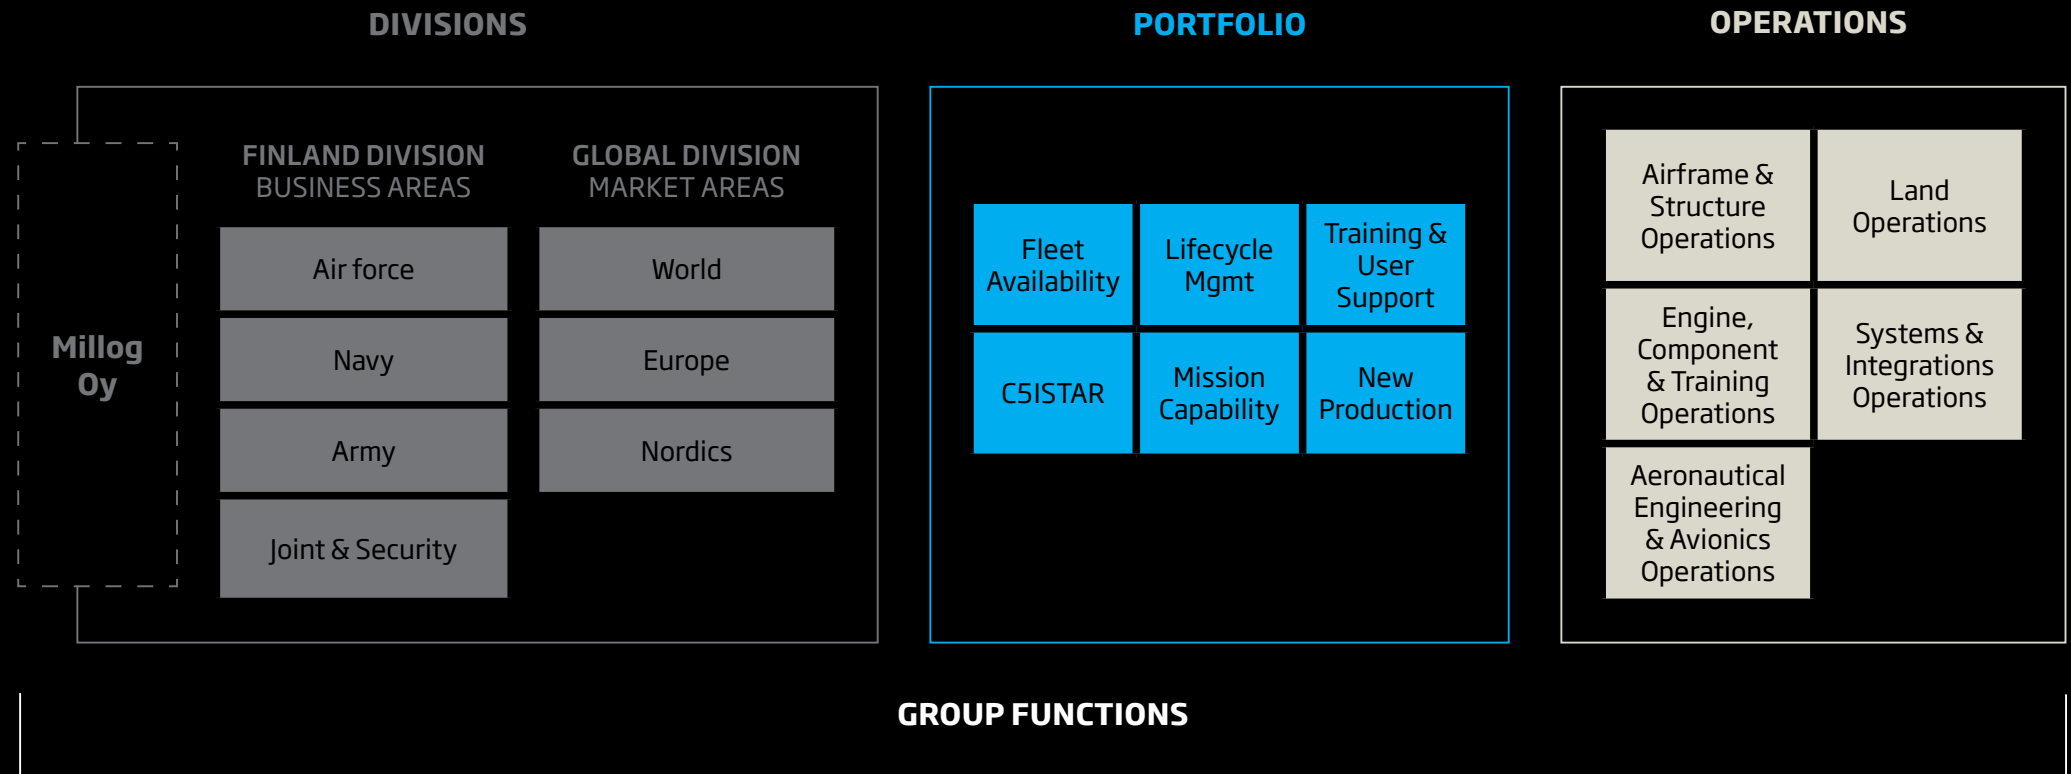 DIVISIONS
Millog
Oy
FINLAND DIVISION
BUSINESS AREAS
Air force
Navy
Army
Joint & Security
GLOBAL DIVISION
MARKET AREAS
World
Europe
Nordics
PORTFOLIO
Fleet
Availability
Lifecycle
Mgmt
Training &
User
Support
C5ISTAR
Mission
Capability
New
Production
OPERATIONS
Airframe &
Structure
Operations
Land
Operations
Engine,
Component
& Training
Operations
Systems &
Integrations
Operations
Aeronautical
Engineering
& Avionics
Operations
GROUP FUNCTIONS